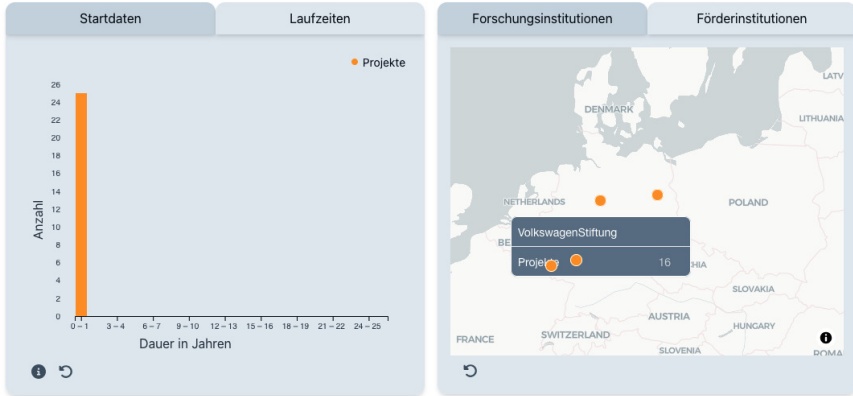 Startdaten
Laufzeiten
Projekte
26
24
22
20
18
16
14
12
10
8
6
4
2
0
Anzahl
0 – 1
3 – 4
6 – 7
9 – 10
12 – 13
15 – 16
18 – 19
21 – 22
24 – 25
Dauer in Jahren
Forschungsinstitutionen
Förderinstitutionen
LATV
DENMARK
LITHUANIA
NETHERLANDS
POLAND
VolkswagenStiftung
BE
Projekte 16
CHIA
SLOVAKIA
AUSTRIA
HUNGARY
FRANCE
SWITZERLAND
SLOVENIA
ROMA